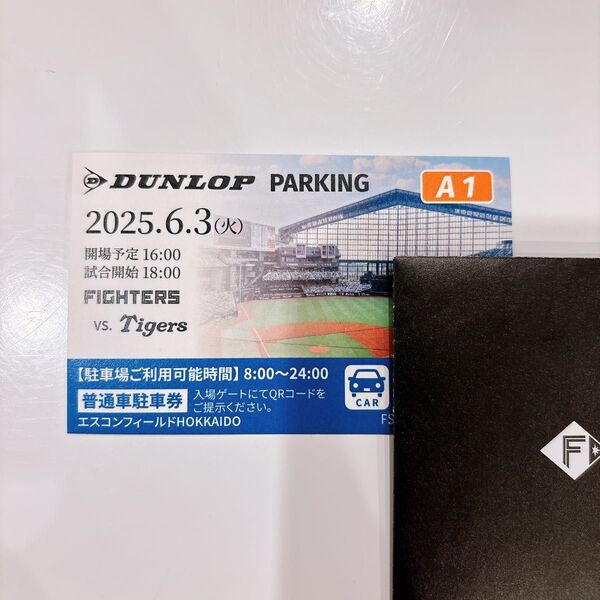 DUNLOP PARKING A1
2025.6.3(火)
開場予定 16:00
試合開始 18:00
FIGHTERS
VS. Tigers
【駐車場ご利用可能時間】8:00〜24:00
普通車駐車券
入場ゲートにてQRコードを
ご提示ください。
エスコンフィールドHOKKAIDO
CAR
FS
F